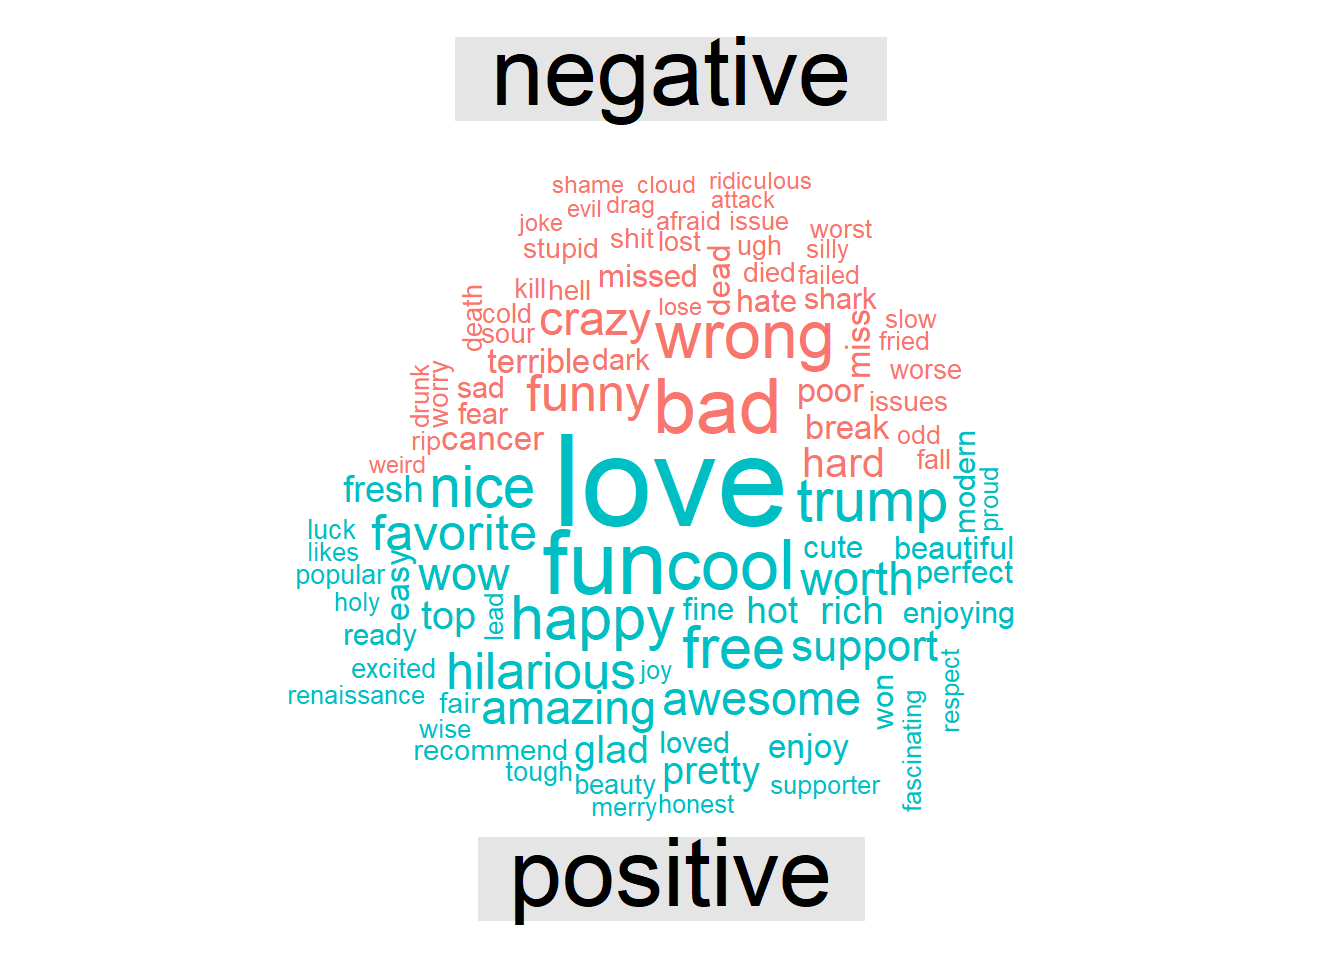 negative
shame cloud ridiculous
evil drag attack
joke afraid issue worst
stupid shit lost ugh silly
missed dead died failed
kill hell lose hate shark
death cold crazy wrong miss slow
sour fried
terrible dark worse
drunk worry sad funny bad poor issues
fear break odd
rip cancer hard fall
weird love modern
fresh nice trump proud
luck favorite
likes fun cool cute beautiful
popular easy wow worth perfect
holy top lead happy fine hot rich enjoying
ready free support
excited hilarious joy respect
renaissance fair amazing awesome won fascinating
wise
recommend glad loved enjoy
tough beauty pretty supporter
merry honest
positive